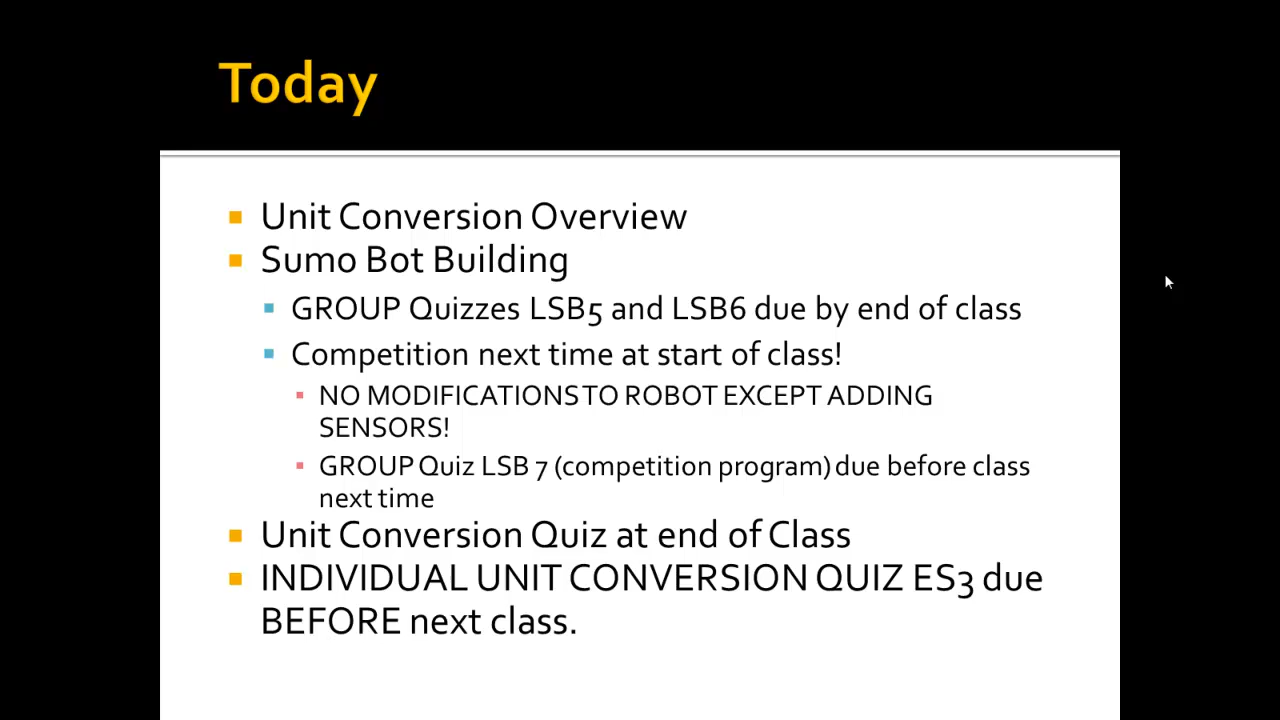 Today
Unit Conversion Overview
Sumo Bot Building
GROUP Quizzes LSB5 and LSB6 due by end of class
Competition next time at start of class!
NO MODIFICATIONS TO ROBOT EXCEPT ADDING
SENSORS!
GROUP Quiz LSB 7 (competition program) due before class
next time
Unit Conversion Quiz at end of Class
INDIVIDUAL UNIT CONVERSION QUIZ ES3 due
BEFORE next class.